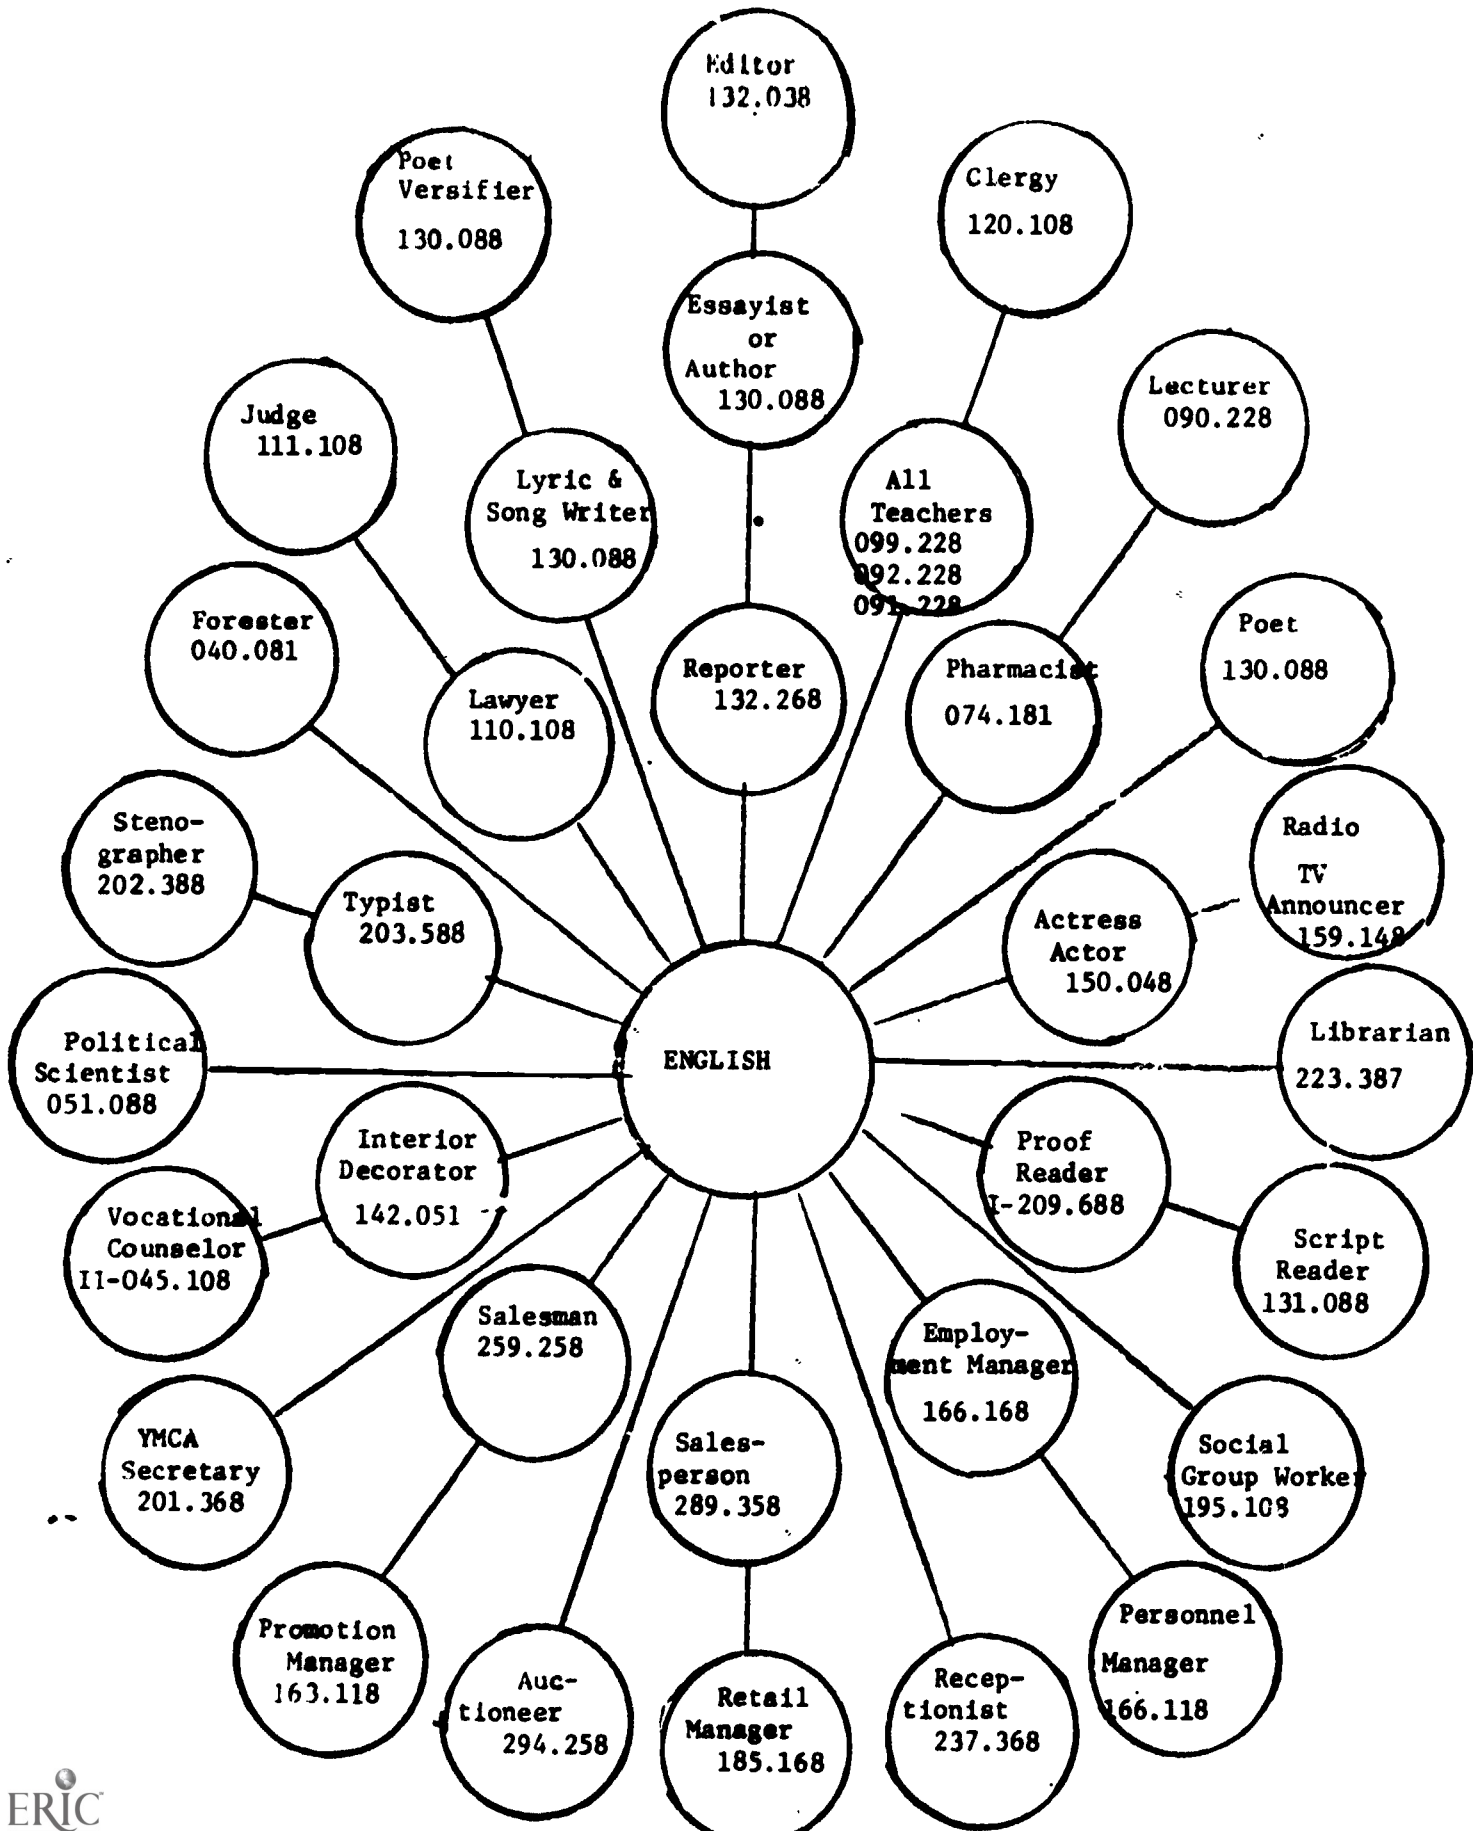 Editor
132.038
Poet
Versifier
130.088
Clergy
120.108
Essayist
or
Author
130.088
Lecturer
090.228
Judge
111.108
Lyric &
Song Writer
130.088
All
Teachers
099.228
092.228
091.228
Forester
040.081
Lawyer
110.108
Reporter
132.268
Pharmacist
074.181
Poet
130.088
Steno-
grapher
202.388
Typist
203.588
Actress
Actor
150.048
Radio
TV
Announcer
159.148
Political
Scientist
051.088
ENGLISH
Librarian
223.387
Interior
Decorator
142.051
Proof
Reader
I-209.688
Vocational
Counselor
II-045.108
Script
Reader
131.088
Salesman
259.258
Employ-
ment Manager
166.168
YMCA
Secretary
201.368
Sales-
person
289.358
Social
Group Worker
195.108
Promotion
Manager
163.118
Auc-
tioneer
294.258
Retail
Manager
185.168
Recep-
tionist
237.368
Personnel
Manager
166.118
ERIC